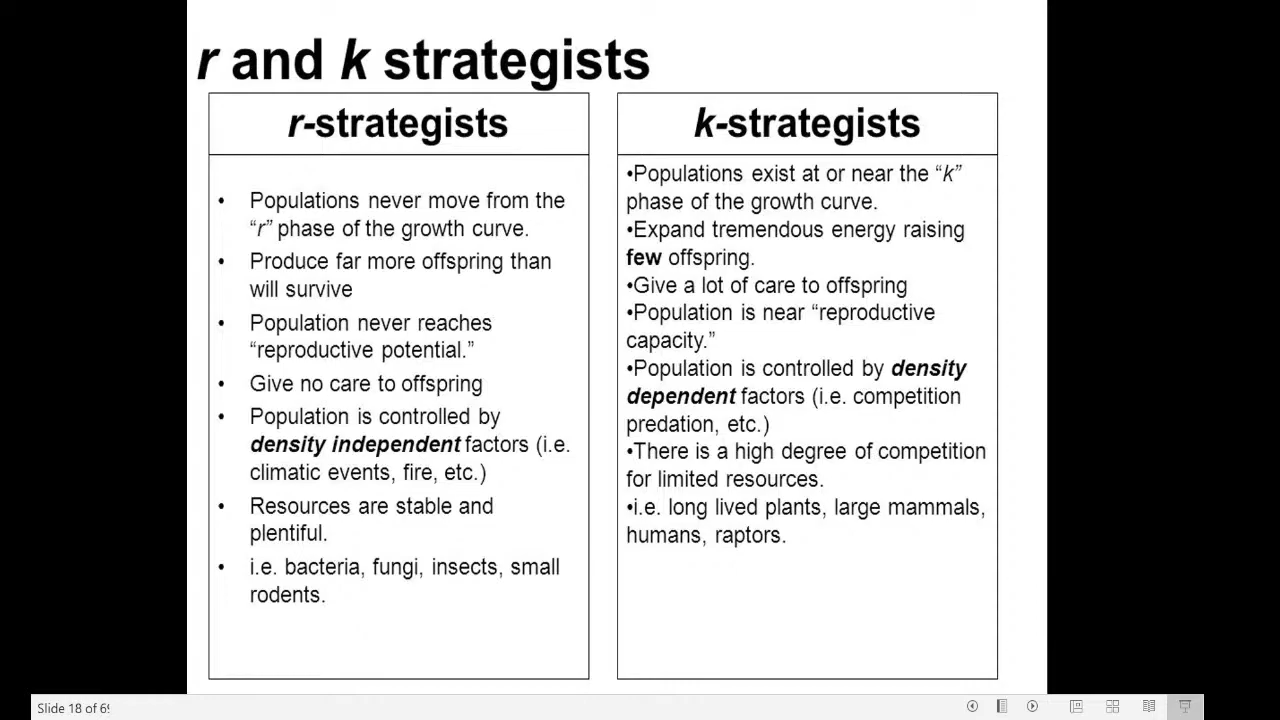 r and k strategists
r-strategists
• Populations never move from the
“r” phase of the growth curve.
• Produce far more offspring than
will survive
• Population never reaches
“reproductive potential.”
• Give no care to offspring
• Population is controlled by
density independent factors (i.e.
climatic events, fire, etc.)
• Resources are stable and
plentiful.
• i.e. bacteria, fungi, insects, small
rodents.
k-strategists
•Populations exist at or near the “k”
phase of the growth curve.
•Expand tremendous energy raising
few offspring.
•Give a lot of care to offspring
•Population is near “reproductive
capacity.”
•Population is controlled by density
dependent factors (i.e. competition
predation, etc.)
•There is a high degree of competition
for limited resources.
•i.e. long lived plants, large mammals,
humans, raptors.
Slide 18 of 69